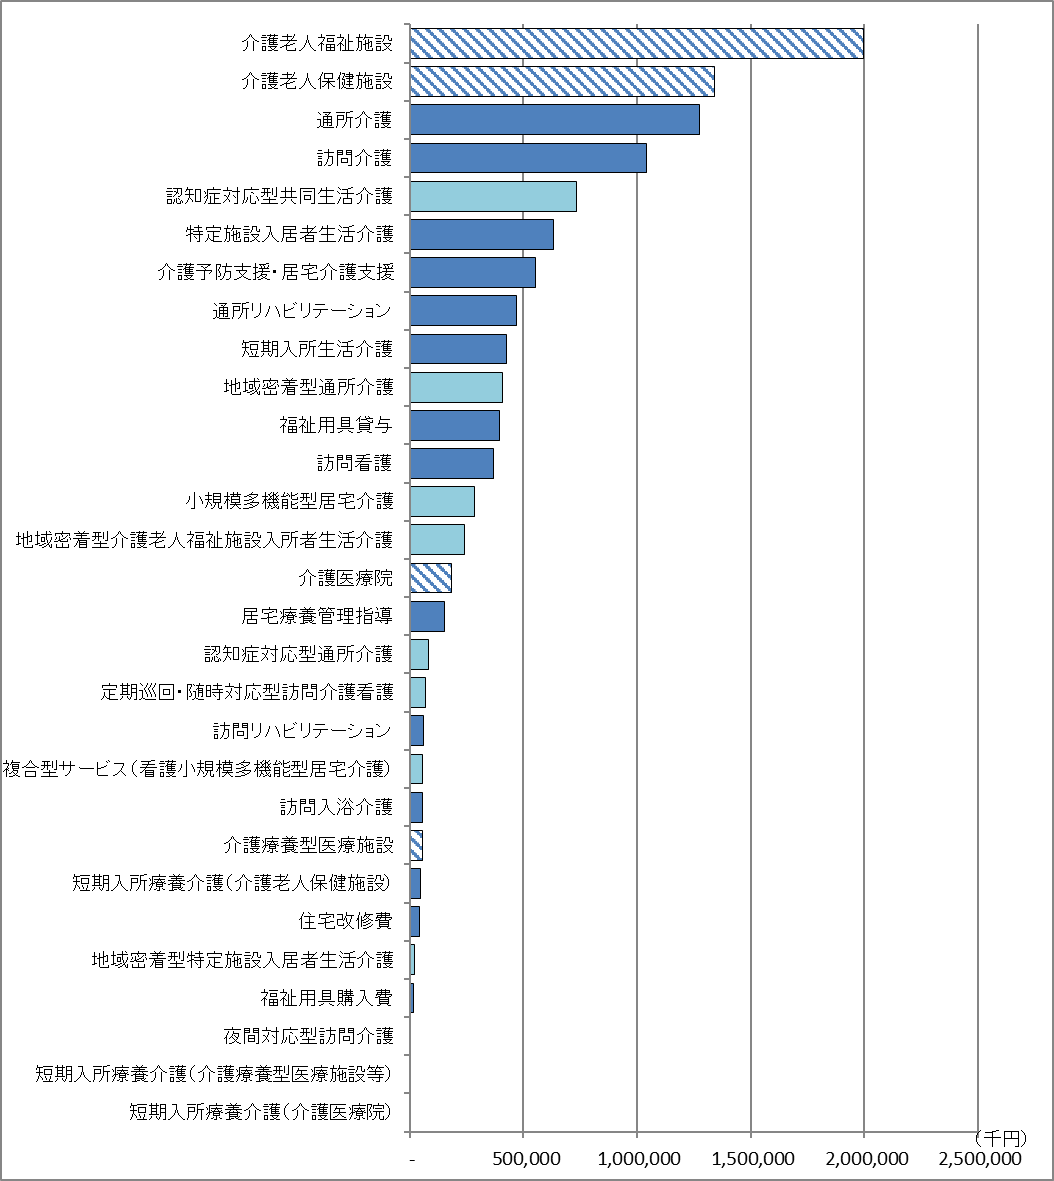 介護老人福祉施設
介護老人保健施設
通所介護
訪問介護
認知症対応型共同生活介護
特定施設入居者生活介護
介護予防支援・居宅介護支援
通所リハビリテーション
短期入所生活介護
地域密着型通所介護
福祉用具貸与
訪問看護
小規模多機能型居宅介護
地域密着型介護老人福祉施設入所者生活介護
介護医療院
居宅療養管理指導
認知症対応型通所介護
定期巡回・随時対応型訪問介護看護
訪問リハビリテーション
複合型サービス（看護小規模多機能型居宅介護）
訪問入浴介護
介護療養型医療施設
短期入所療養介護（介護老人保健施設）
住宅改修費
地域密着型特定施設入居者生活介護
福祉用具購入費
夜間対応型訪問介護
短期入所療養介護（介護療養型医療施設等）
短期入所療養介護（介護医療院）
（千円）
- 500,000 1,000,000 1,500,000 2,000,000 2,500,000